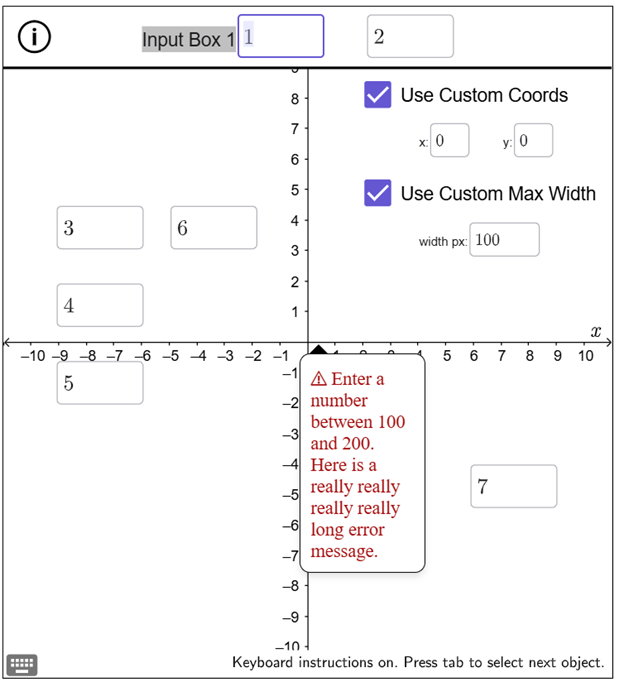 i
Input Box 1
1
2
Use Custom Coords
x: 0
y: 0
Use Custom Max Width
width px: 100
3
6
4
5
7
8
7
6
5
4
3
2
1
x
–10 –9 –8 –7 –6 –5 –4 –3 –2 –1
4 5 6 7 8 9 10
–1
–2
–3
–4
–5
–6
–7
–8
–9
–10
⚠ Enter a
number
between 100
and 200.
Here is a
really really
really really
long error
message.
Keyboard instructions on. Press tab to select next object.